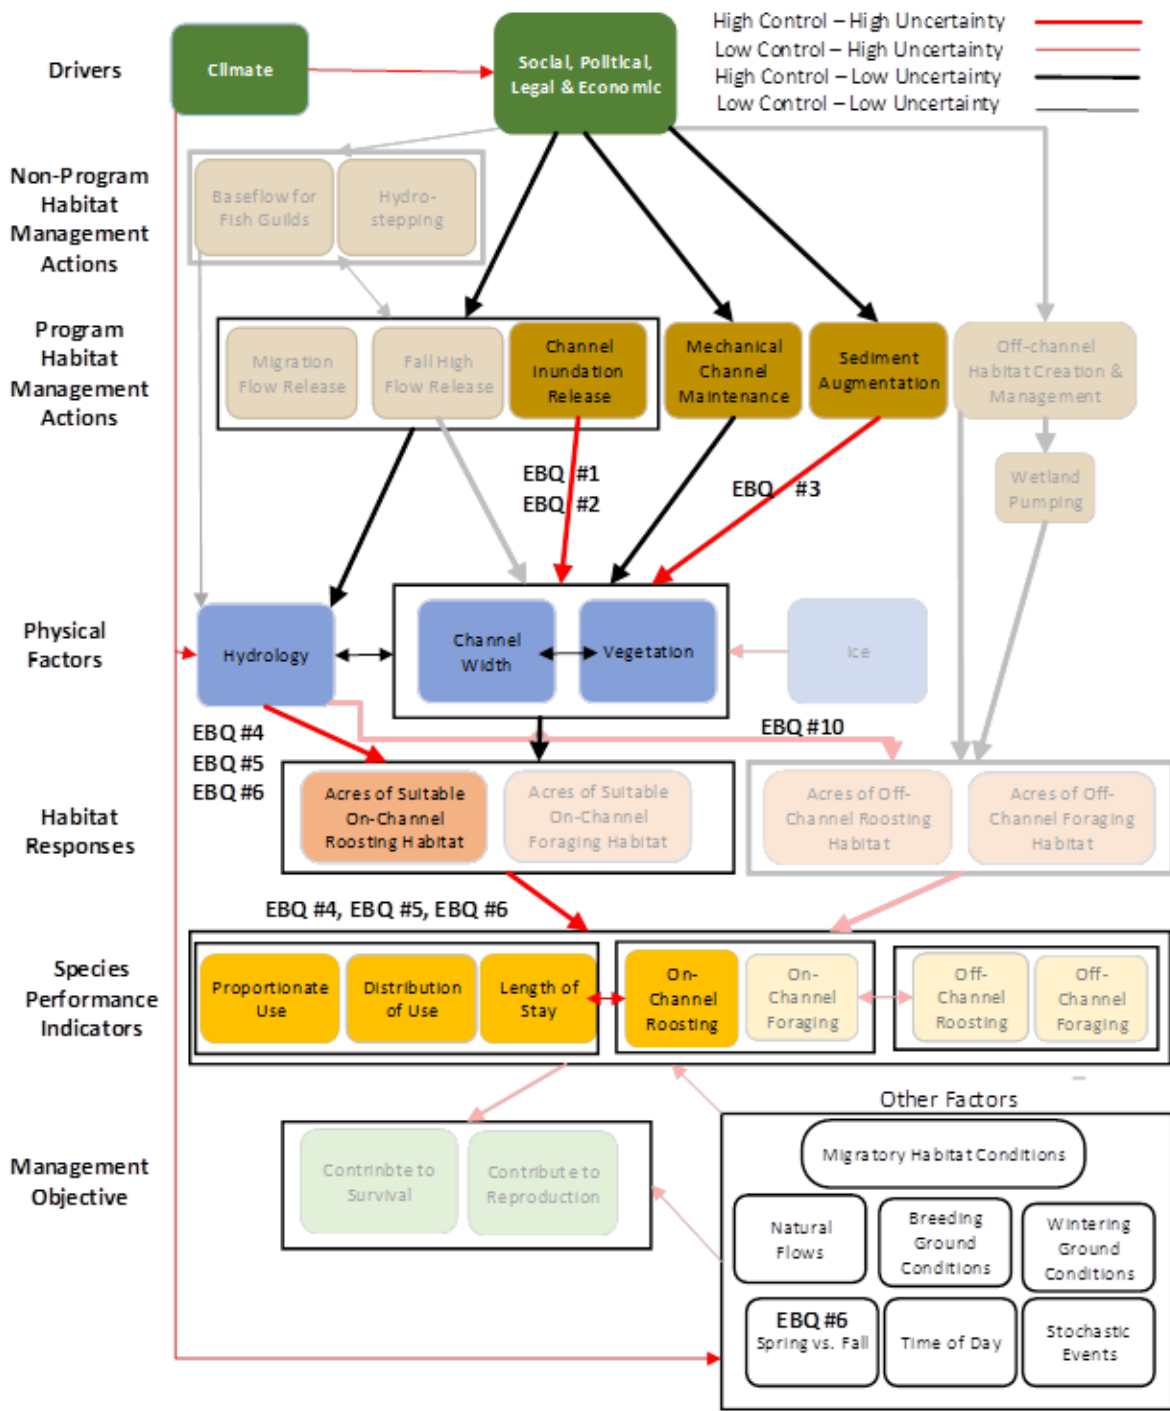 High Control – High Uncertainty
Low Control – High Uncertainty
High Control – Low Uncertainty
Low Control – Low Uncertainty
Drivers
Climate
Social, Political,
Legal & Economic
Non-Program
Habitat
Management
Actions
Baseflow for
Fish Guilds
Hydro-
stepping
Program
Habitat
Management
Actions
Migration
Flow Release
Fall High
Flow Release
Channel
Inundation
Release
Mechanical
Channel
Maintenance
Sediment
Augmentation
Off-channel
Habitat Creation &
Management
EBQ #1
EBQ #2
EBQ #3
Wetland
Pumping
Physical
Factors
Hydrology
Channel
Width
Vegetation
Ice
EBQ #4
EBQ #5
EBQ #6
EBQ #10
Habitat
Responses
Acres of Suitable
On-Channel
Roosting Habitat
Acres of Suitable
On-Channel
Foraging Habitat
Acres of Off-
Channel Roosting
Habitat
Acres of Off-
Channel Foraging
Habitat
EBQ #4, EBQ #5, EBQ #6
Species
Performance
Indicators
Proportionate
Use
Distribution
of Use
Length of
Stay
On-
Channel
Roosting
On-
Channel
Foraging
Off-
Channel
Roosting
Off-
Channel
Foraging
Management
Objective
Contrinbte to
Survival
Contribute to
Reproduction
Other Factors
Migratory Habitat Conditions
Natural
Flows
Breeding
Ground
Conditions
Wintering
Ground
Conditions
EBQ #6
Spring vs. Fall
Time of Day
Stochastic
Events